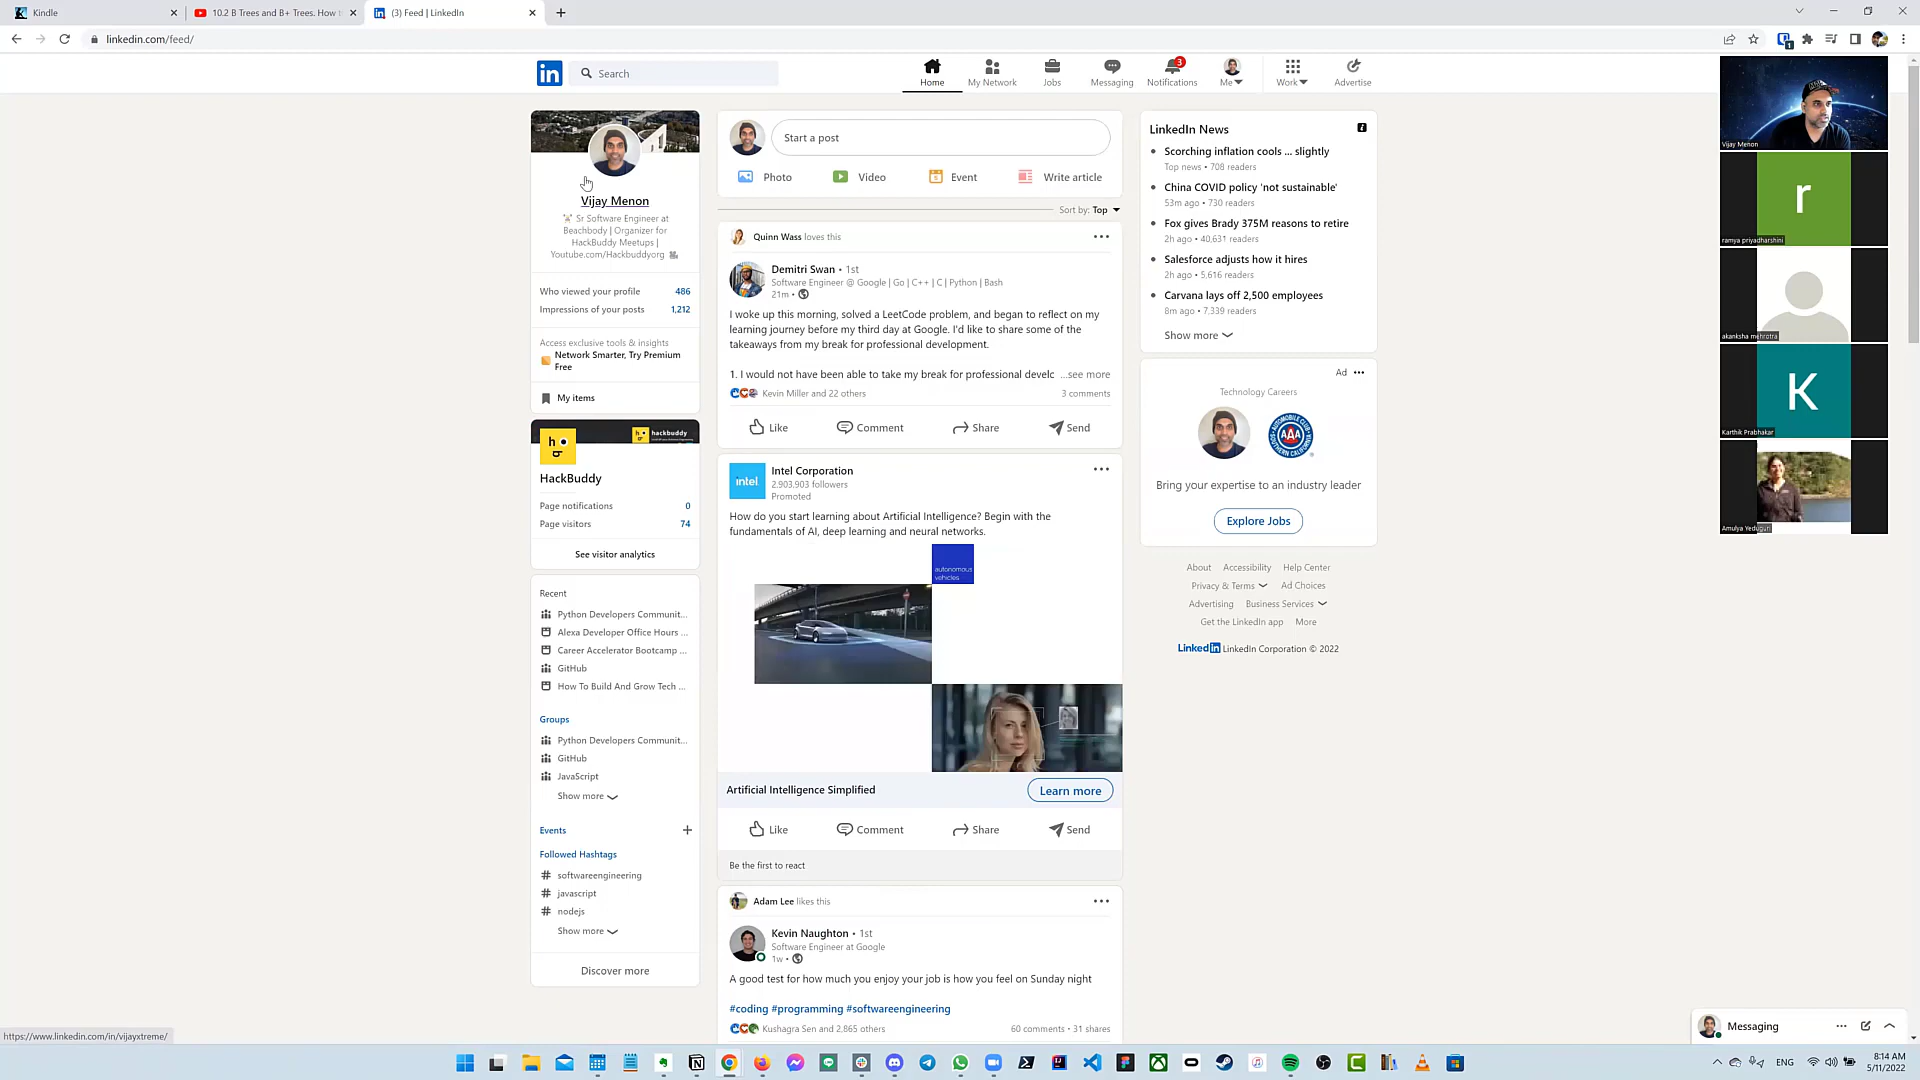 Kindle
10.2 B Trees and B+ Trees. How t
(3) Feed | LinkedIn
linkedin.com/feed/
in
Search
Home
My Network
Jobs
Messaging
3
Notifications
Me
Work
Advertise
Vijay Menon
Sr Software Engineer at
Beachbody | Organizer for
HackBuddy Meetups |
Youtube.com/Hackbuddyorg
Who viewed your profile 486
Impressions of your posts 1,212
Access exclusive tools & insights
Network Smarter, Try Premium
Free
My items
hackbuddy
HackBuddy
Page notifications 0
Page visitors 74
See visitor analytics
Recent
Python Developers Communit...
Alexa Developer Office Hours ...
Career Accelerator Bootcamp ...
GitHub
How To Build And Grow Tech ...
Groups
Python Developers Communit...
GitHub
JavaScript
Show more
Events
Followed Hashtags
# softwareengineering
# javascript
# nodejs
Show more
Discover more
Start a post
Photo
Video
Event
Write article
Sort by: Top
Quinn Wass loves this
Demitri Swan • 1st
Software Engineer @ Google | Go | C++ | C | Python | Bash
21m •
I woke up this morning, solved a LeetCode problem, and began to reflect on my
learning journey before my third day at Google. I'd like to share some of the
takeaways from my break for professional development.
1. I would not have been able to take my break for professional develc ...see more
Kevin Miller and 22 others 3 comments
Like
Comment
Share
Send
intel
Intel Corporation
2,903,903 followers
Promoted
How do you start learning about Artificial Intelligence? Begin with the
fundamentals of AI, deep learning and neural networks.
autonomous
vehicles
Artificial Intelligence Simplified
Learn more
Like
Comment
Share
Send
Be the first to react
Adam Lee likes this
Kevin Naughton • 1st
Software Engineer at Google
1w •
A good test for how much you enjoy your job is how you feel on Sunday night
#coding #programming #softwareengineering
Kushagra Sen and 2,865 others 60 comments • 31 shares
LinkedIn News
Scorching inflation cools ... slightly
Top news • 708 readers
China COVID policy 'not sustainable'
53m ago • 730 readers
Fox gives Brady 375M reasons to retire
2h ago • 40,631 readers
Salesforce adjusts how it hires
2h ago • 5,616 readers
Carvana lays off 2,500 employees
8m ago • 7,339 readers
Show more
Ad
Technology Careers
AAA
Bring your expertise to an industry leader
Explore Jobs
About Accessibility Help Center
Privacy & Terms Ad Choices
Advertising Business Services
Get the LinkedIn app More
LinkedIn LinkedIn Corporation © 2022
Vijay Menon
r
ramya priyadharshini
akanksha mehrotra
K
Karthik Prabhakar
Amulya Yeduguri
Messaging
https://www.linkedin.com/in/vijayxtreme/
ENG
8:14 AM
5/11/2022